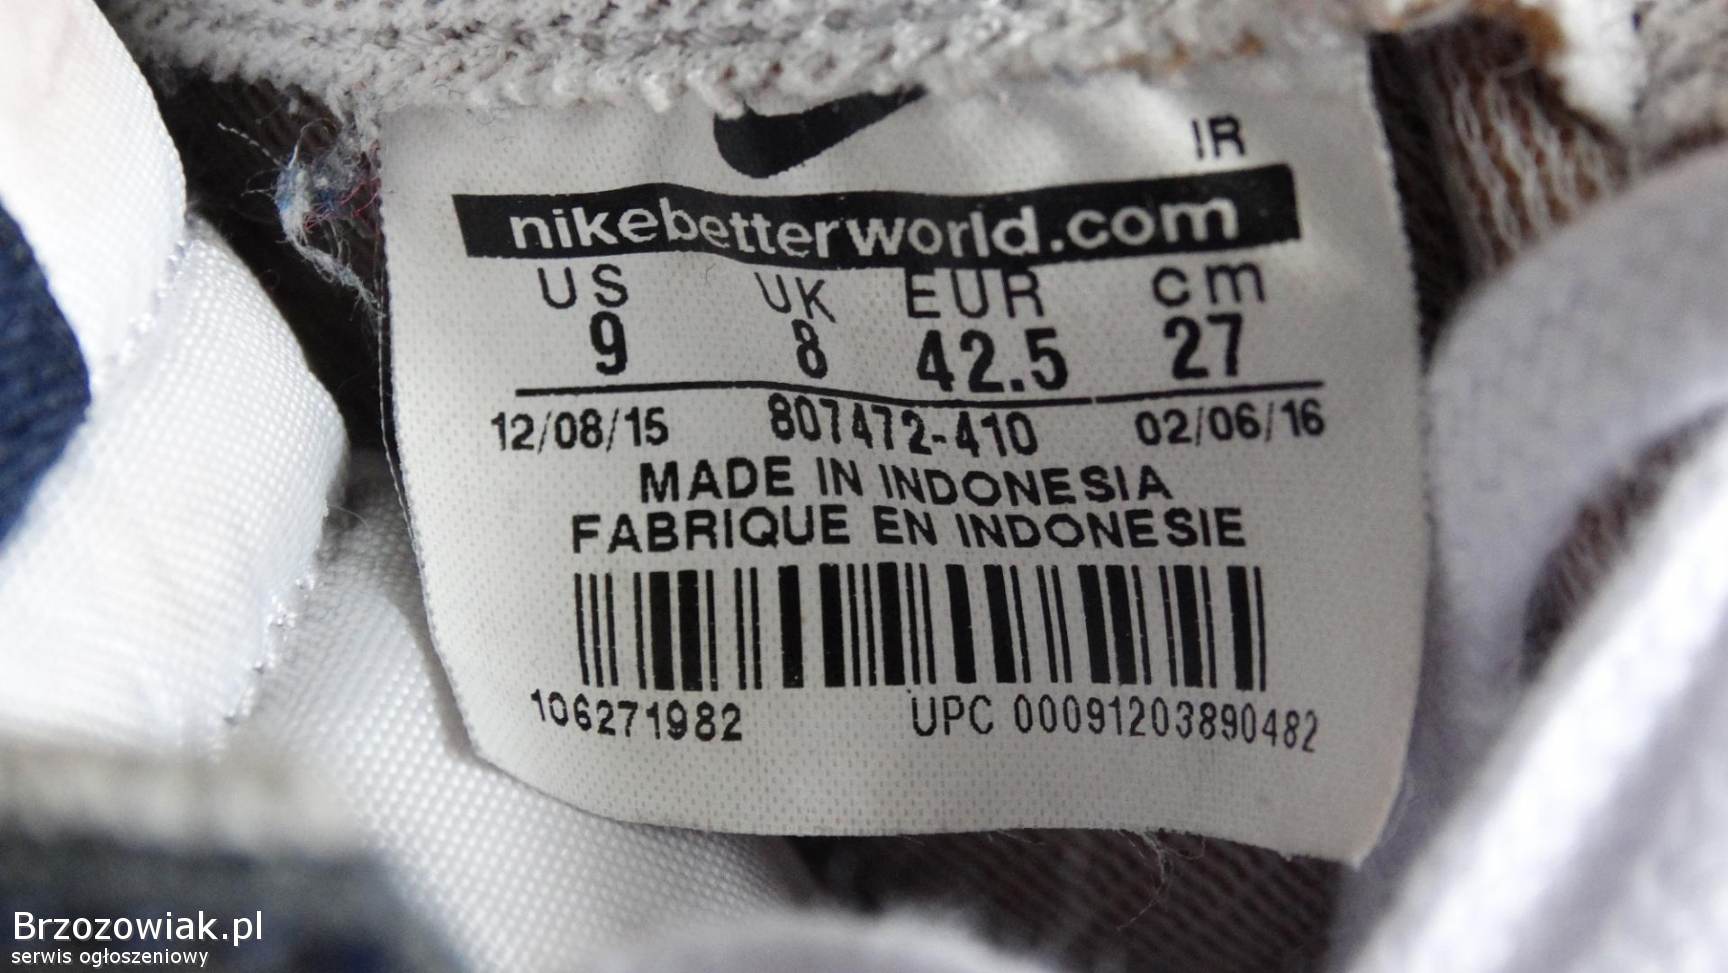 IR
nikebetterworld.com
US UK EUR cm
9 8 42.5 27
12/08/15 807472-410 02/06/16
MADE IN INDONESIA
FABRIQUE EN INDONESIE
106271982 UPC 00091203890482
Brzozowiak.pl
serwis ogłoszeniowy